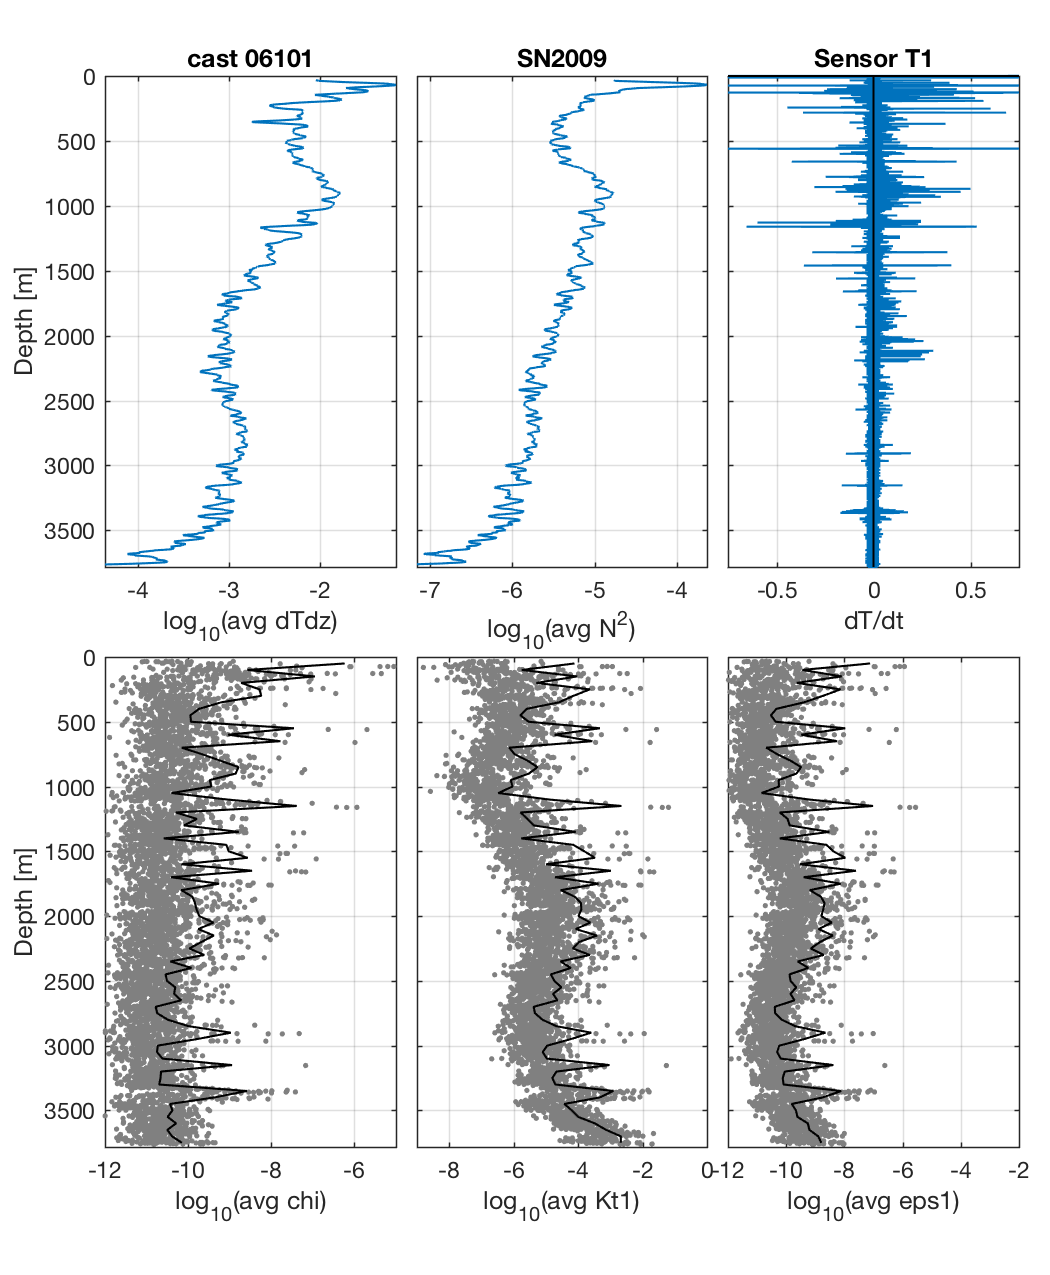 cast 06101 SN2009 Sensor T1
0
500
1000
1500
2000
2500
3000
3500
Depth [m]
-4 -3 -2 -7 -6 -5 -4 -0.5 0 0.5
log10(avg dTdz) log10(avg N2) dT/dt
0
500
1000
1500
2000
2500
3000
3500
Depth [m]
-12 -10 -8 -6 -8 -6 -4 -2 0 -12 -10 -8 -6 -4 -2
log10(avg chi) log10(avg Kt1) log10(avg eps1)